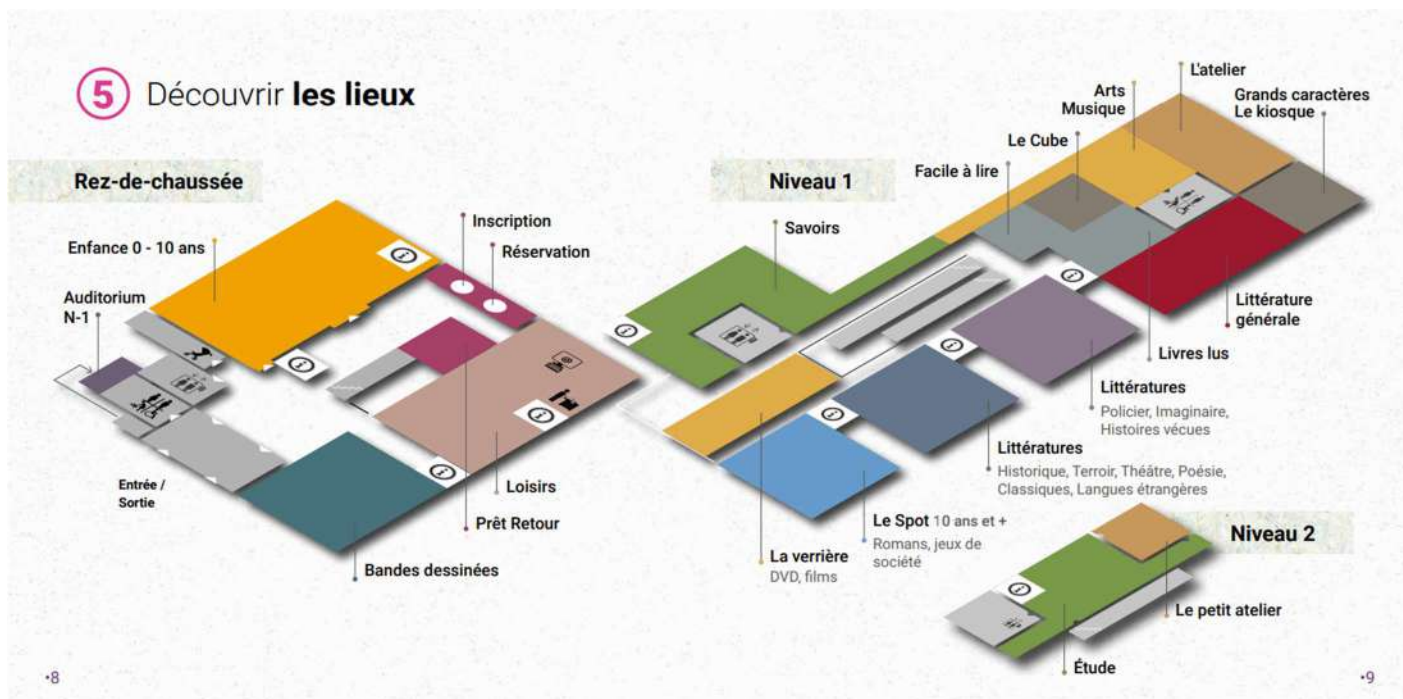 5 Découvrir les lieux
Rez-de-chaussée
Enfance 0 - 10 ans
Auditorium
N-1
Inscription
Réservation
Entrée /
Sortie
Loisirs
Prêt Retour
Bandes dessinées
•8
Niveau 1
Savoirs
Facile à lire
Le Cube
Arts
Musique
L'atelier
Grands caractères
Le kiosque
Littérature
générale
Livres lus
Littératures
Policier, Imaginaire,
Histoires vécues
Littératures
Historique, Terroir, Théâtre, Poésie,
Classiques, Langues étrangères
Le Spot 10 ans et +
Romans, jeux de
société
La verrière
DVD, films
Niveau 2
Le petit atelier
Étude
•9